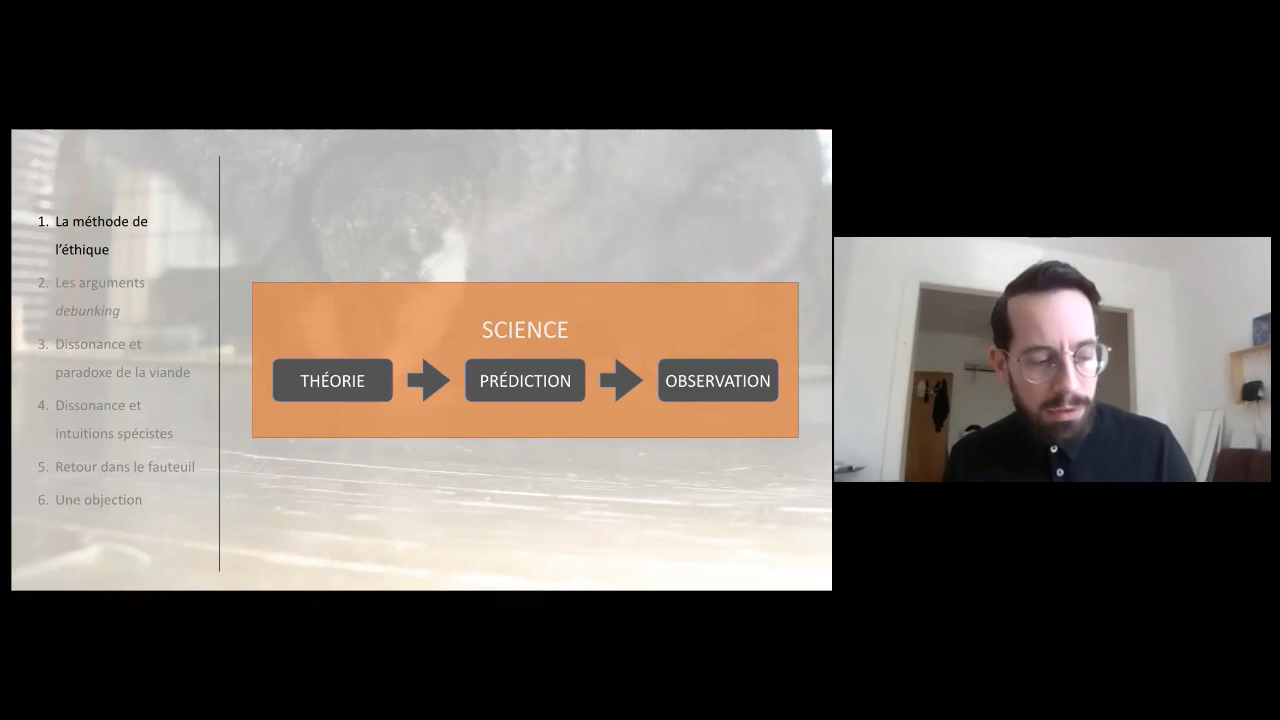 1. La méthode de
l'éthique
2. Les arguments
debunking
3. Dissonance et
paradoxe de la viande
4. Dissonance et
intuitions spécistes
5. Retour dans le fauteuil
6. Une objection
SCIENCE
THÉORIE
PRÉDICTION
OBSERVATION